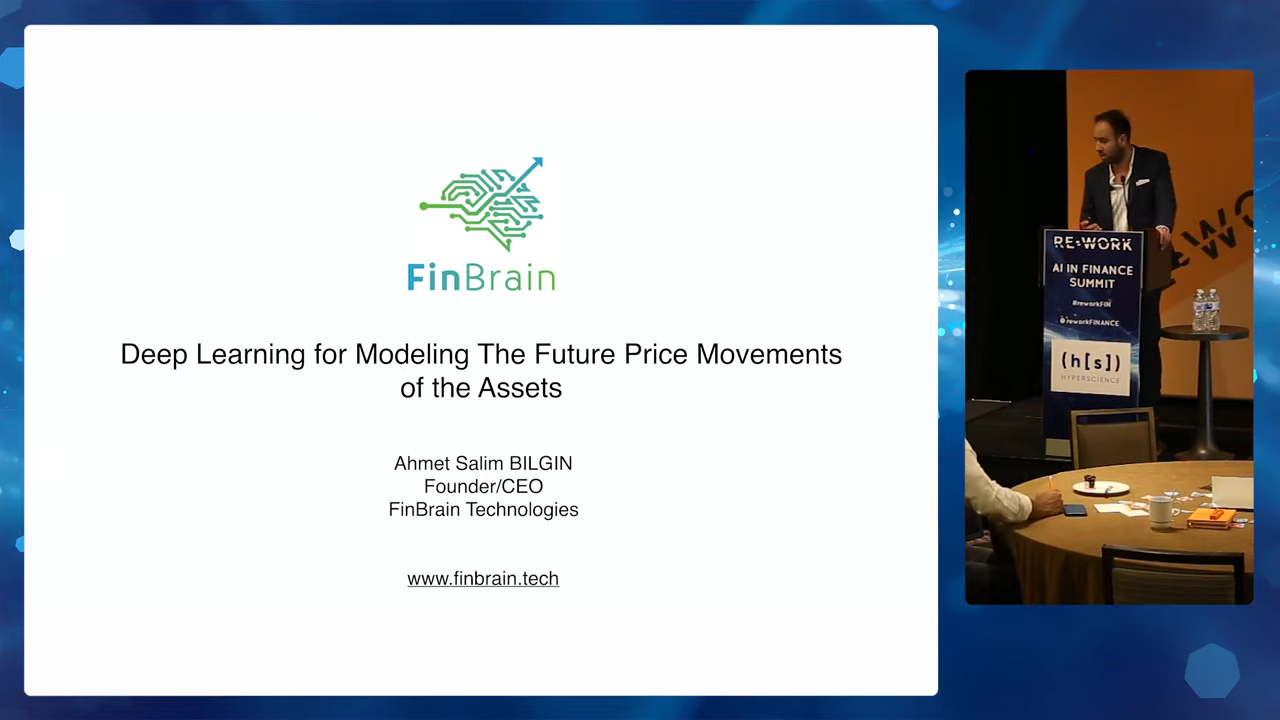 FinBrain
Deep Learning for Modeling The Future Price Movements
of the Assets
Ahmet Salim BILGIN
Founder/CEO
FinBrain Technologies
www.finbrain.tech
RE•WORK
AI IN FINANCE
SUMMIT
#reworkFIN
@reworkFINANCE
(h[s])
HYPERSCIENCE